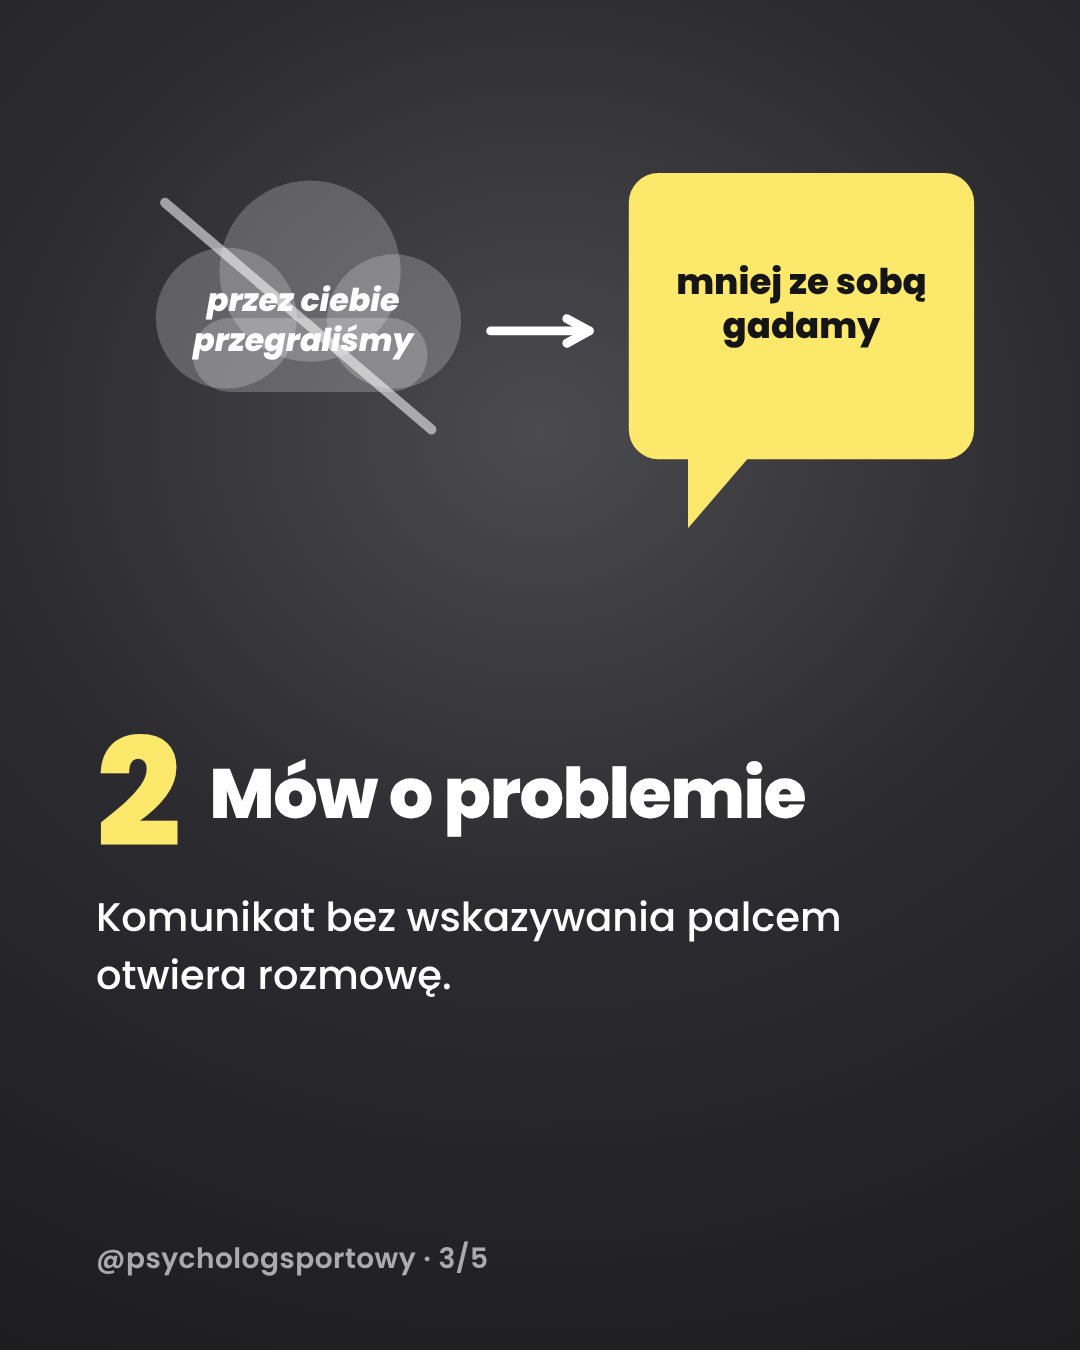 przez ciebie
przegraliśmy
mniej ze sobą
gadamy
2 Mów o problemie
Komunikat bez wskazywania palcem
otwiera rozmowę.
@psychologsportowy · 3/5